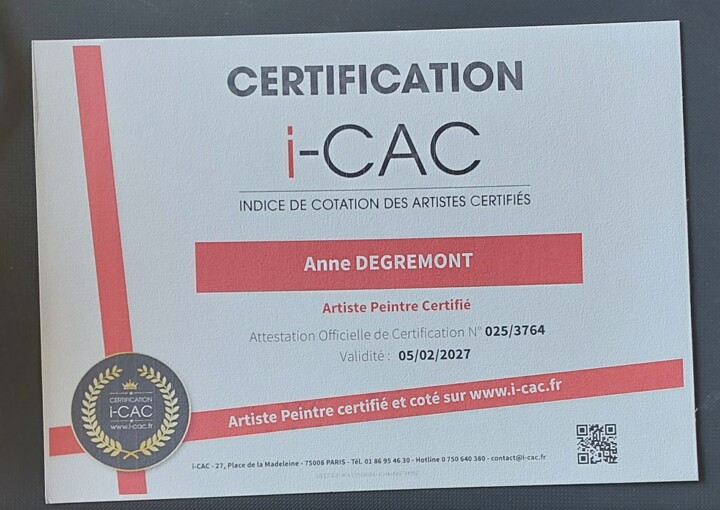 CERTIFICATION
i-CAC
INDICE DE COTATION DES ARTISTES CERTIFIÉS
Anne DEGREMONT
Artiste Peintre Certifié
Attestation Officielle de Certification N° 025/3764
Validité : 05/02/2027
CERTIFICATION
i-CAC
www.i-cac.fr
Artiste Peintre certifié et coté sur www.i-cac.fr
i-CAC - 27, Place de la Madeleine - 75008 PARIS - Tél. 01 86 95 46 30 - Hotline 0 750 640 380 - contact@i-cac.fr